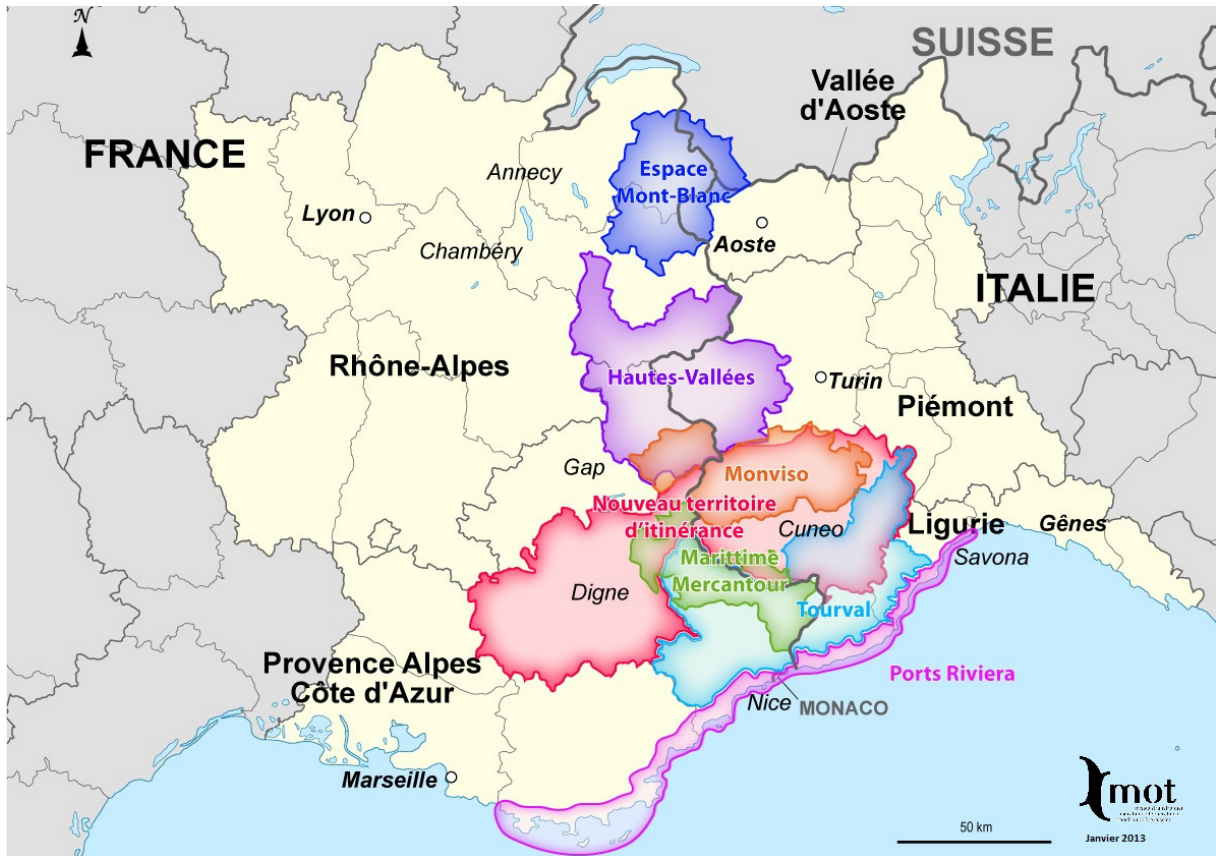 N
SUISSE
Vallée
d'Aoste
FRANCE
Annecy
Espace
Mont-Blanc
Lyon
Aoste
Chambéry
ITALIE
Rhône-Alpes
Hautes-Vallées
Turin
Piémont
Gap
Monviso
Nouveau territoire
d'itinérance
Cuneo
Ligurie
Gênes
Marittime
Mercantour
Savona
Digne
Tourval
Provence Alpes
Côte d'Azur
Ports Riviera
Nice
MONACO
Marseille
mot
50 km
Janvier 2013